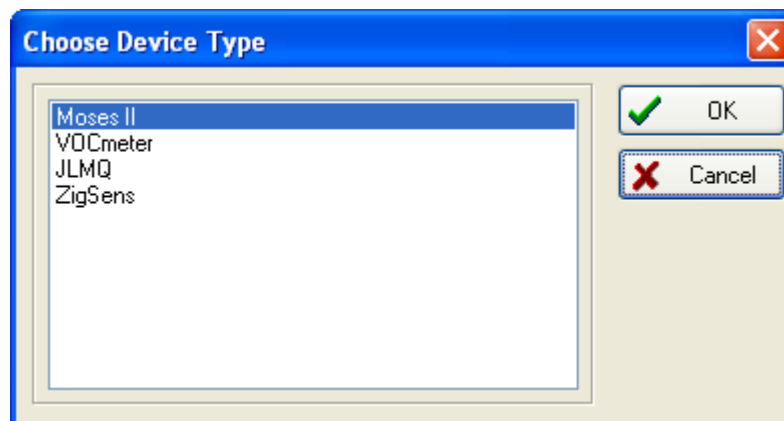 Choose Device Type
Moses II
VOCmeter
JLMQ
ZigSens
OK
Cancel